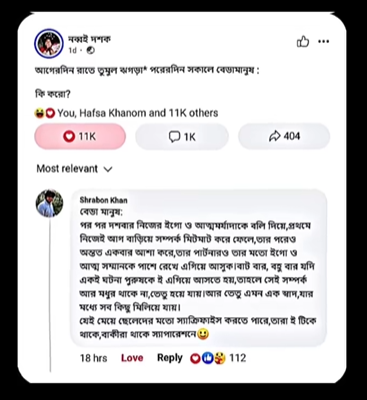 নব্বই দশক
1d ·
আগেরদিন রাতে তুমুল ঝগড়া* পরেরদিন সকালে বেডামানুষ :
কি করো?
You, Hafsa Khanom and 11K others
11K
1K
404
Most relevant
Shrabon Khan
বেডা মানুষ:
পর পর দশবার নিজের ইগো ও আত্মমর্যাদাকে বলি দিয়ে,প্রথমে
নিজেই আগ বাড়িয়ে সম্পর্ক মিটমাট করে ফেলে,তার পরেও
অন্তত একবার আশা করে,তার পার্টনারও তার মতো ইগো ও
আত্ম সম্মানকে পাশে রেখে এগিয়ে আসুক।বাট বার, বহু বার যদি
একই ঘটনা পুরুষকে ই এগিয়ে আসতে হয়,তাহলে সেই সম্পর্ক
আর মধুর থাকে না,তেতু হয়ে যায়।আর তেতু এমন এক স্বাদ,যার
মধ্যে সব কিছু মিলিয়ে যায়।
যেই মেয়ে ছেলেদের মতো স্যাক্রিফাইস করতে পারে,তারা ই টিকে
থাকে,বাকীরা থাকে স্যাপারেশনে😃
18 hrs Love Reply 112